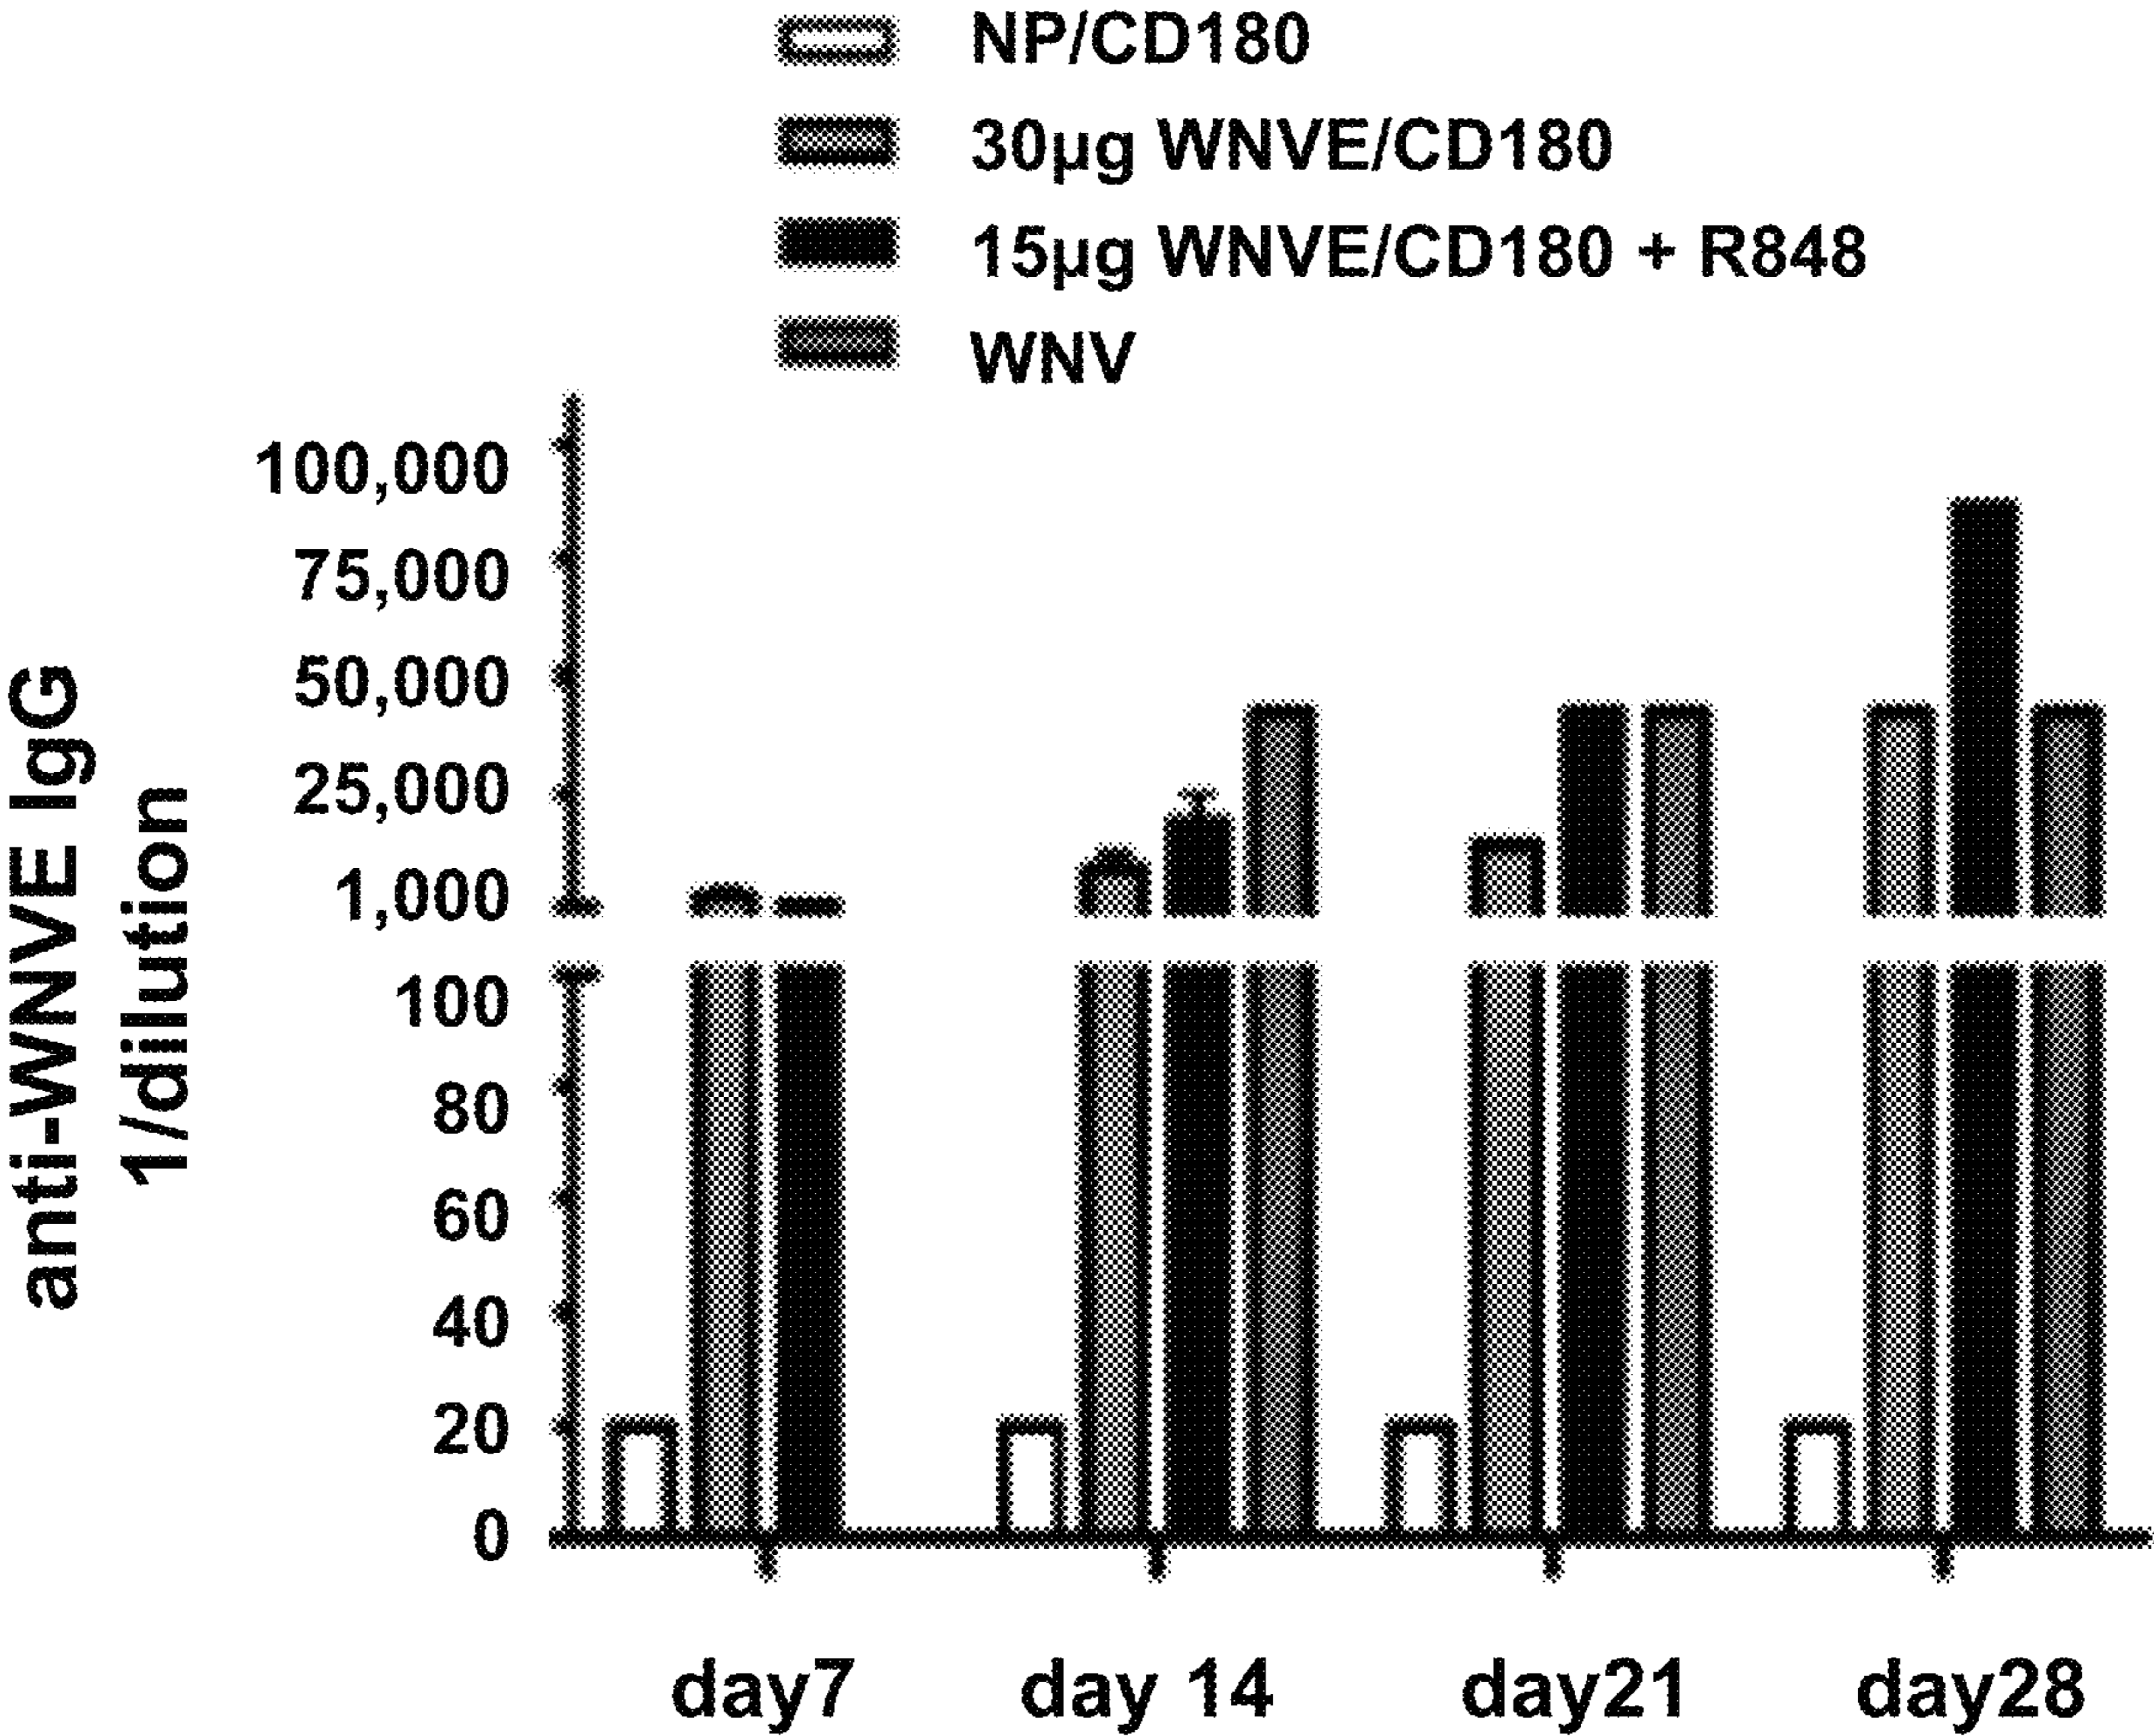 NP/CD180
30µg WNVE/CD180
15µg WNVE/CD180 + R848
WNV
anti-WNVE IgG
1/dilution
100,000
75,000
50,000
25,000
1,000
100
80
60
40
20
0
day7
day 14
day21
day28